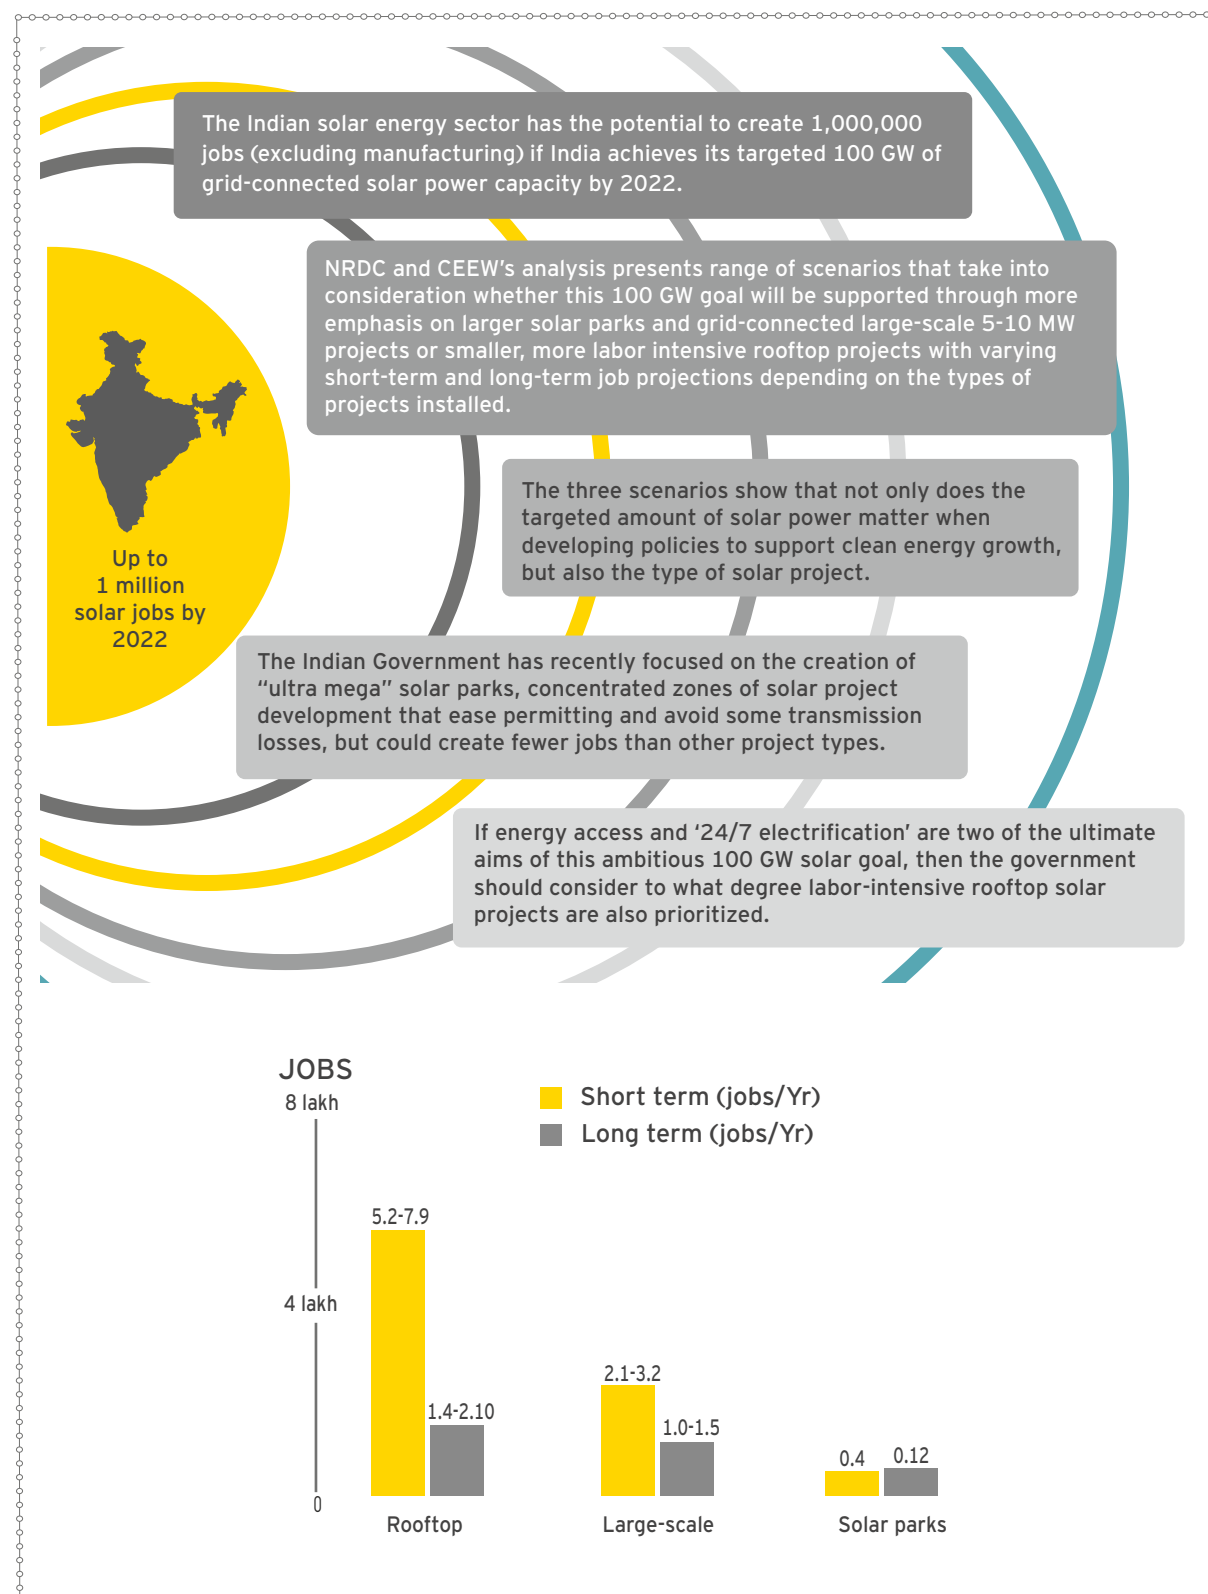 The Indian solar energy sector has the potential to create 1,000,000
jobs (excluding manufacturing) if India achieves its targeted 100 GW of
grid-connected solar power capacity by 2022.
NRDC and CEEW's analysis presents range of scenarios that take into
consideration whether this 100 GW goal will be supported through more
emphasis on larger solar parks and grid-connected large-scale 5-10 MW
projects or smaller, more labor intensive rooftop projects with varying
short-term and long-term job projections depending on the types of
projects installed.
Up to
1 million
solar jobs by
2022
The three scenarios show that not only does the
targeted amount of solar power matter when
developing policies to support clean energy growth,
but also the type of solar project.
The Indian Government has recently focused on the creation of
“ultra mega” solar parks, concentrated zones of solar project
development that ease permitting and avoid some transmission
losses, but could create fewer jobs than other project types.
If energy access and ‘24/7 electrification’ are two of the ultimate
aims of this ambitious 100 GW solar goal, then the government
should consider to what degree labor-intensive rooftop solar
projects are also prioritized.
JOBS
8 lakh
Short term (jobs/Yr)
Long term (jobs/Yr)
5.2-7.9
4 lakh
2.1-3.2
1.4-2.10
1.0-1.5
0.4
0.12
0
Rooftop
Large-scale
Solar parks